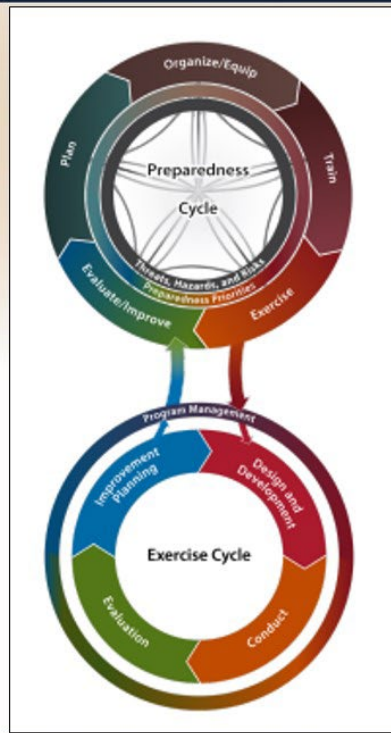 Organize/Equip
Plan
Train
Preparedness
Cycle
Threats, Hazards, and Risks
Preparedness Priorities
Evaluate/Improve
Exercise
Program Management
Improvement
Planning
Design and
Development
Exercise Cycle
Evaluation
Conduct